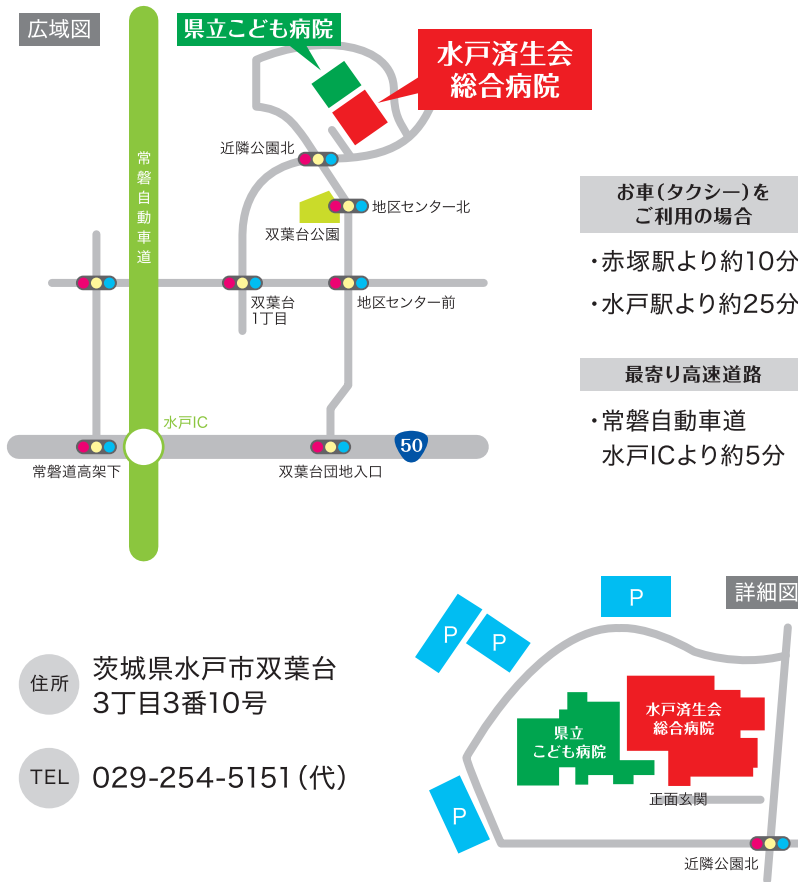 広域図
県立こども病院
水戸済生会
総合病院
常磐自動車道
近隣公園北
地区センター北
双葉台公園
双葉台
1丁目
地区センター前
水戸IC
50
常磐道高架下
双葉台団地入口
お車（タクシー）を
ご利用の場合
・赤塚駅より約10分
・水戸駅より約25分
最寄り高速道路
・常磐自動車道
水戸ICより約5分
住所
茨城県水戸市双葉台
3丁目3番10号
TEL
029-254-5151（代）
詳細図
P
P
P
水戸済生会
総合病院
県立
こども病院
正面玄関
P
近隣公園北